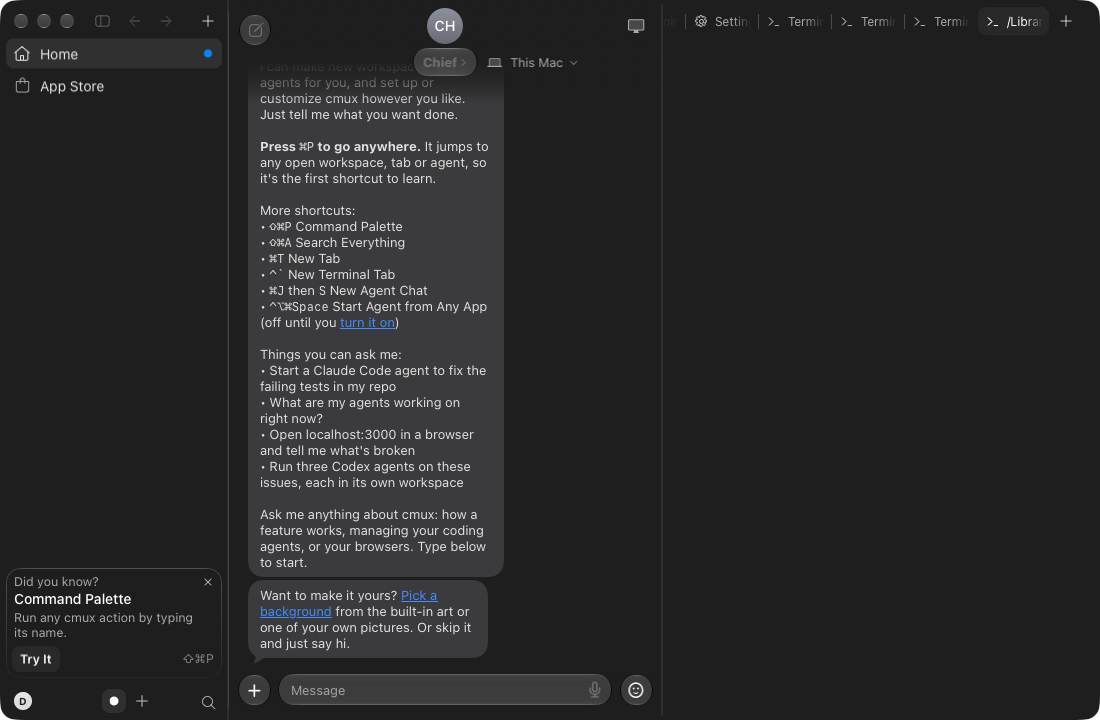 Home
App Store
Did you know?
Command Palette
Run any cmux action by typing
its name.
Try It
⇧⌘P
D
CH
Chief
This Mac
agents for you, and set up or
customize cmux however you like.
Just tell me what you want done.
Press ⌘P to go anywhere. It jumps to
any open workspace, tab or agent, so
it's the first shortcut to learn.
More shortcuts:
• ⇧⌘P Command Palette
• ⇧⌘A Search Everything
• ⌘T New Tab
• ^` New Terminal Tab
• ⌘J then S New Agent Chat
• ^⌥⌘Space Start Agent from Any App
(off until you turn it on)
Things you can ask me:
• Start a Claude Code agent to fix the
failing tests in my repo
• What are my agents working on
right now?
• Open localhost:3000 in a browser
and tell me what's broken
• Run three Codex agents on these
issues, each in its own workspace
Ask me anything about cmux: how a
feature works, managing your coding
agents, or your browsers. Type below
to start.
Want to make it yours? Pick a
background from the built-in art or
one of your own pictures. Or skip it
and just say hi.
Message
Settin
Termin
Termin
Termi
/Librar